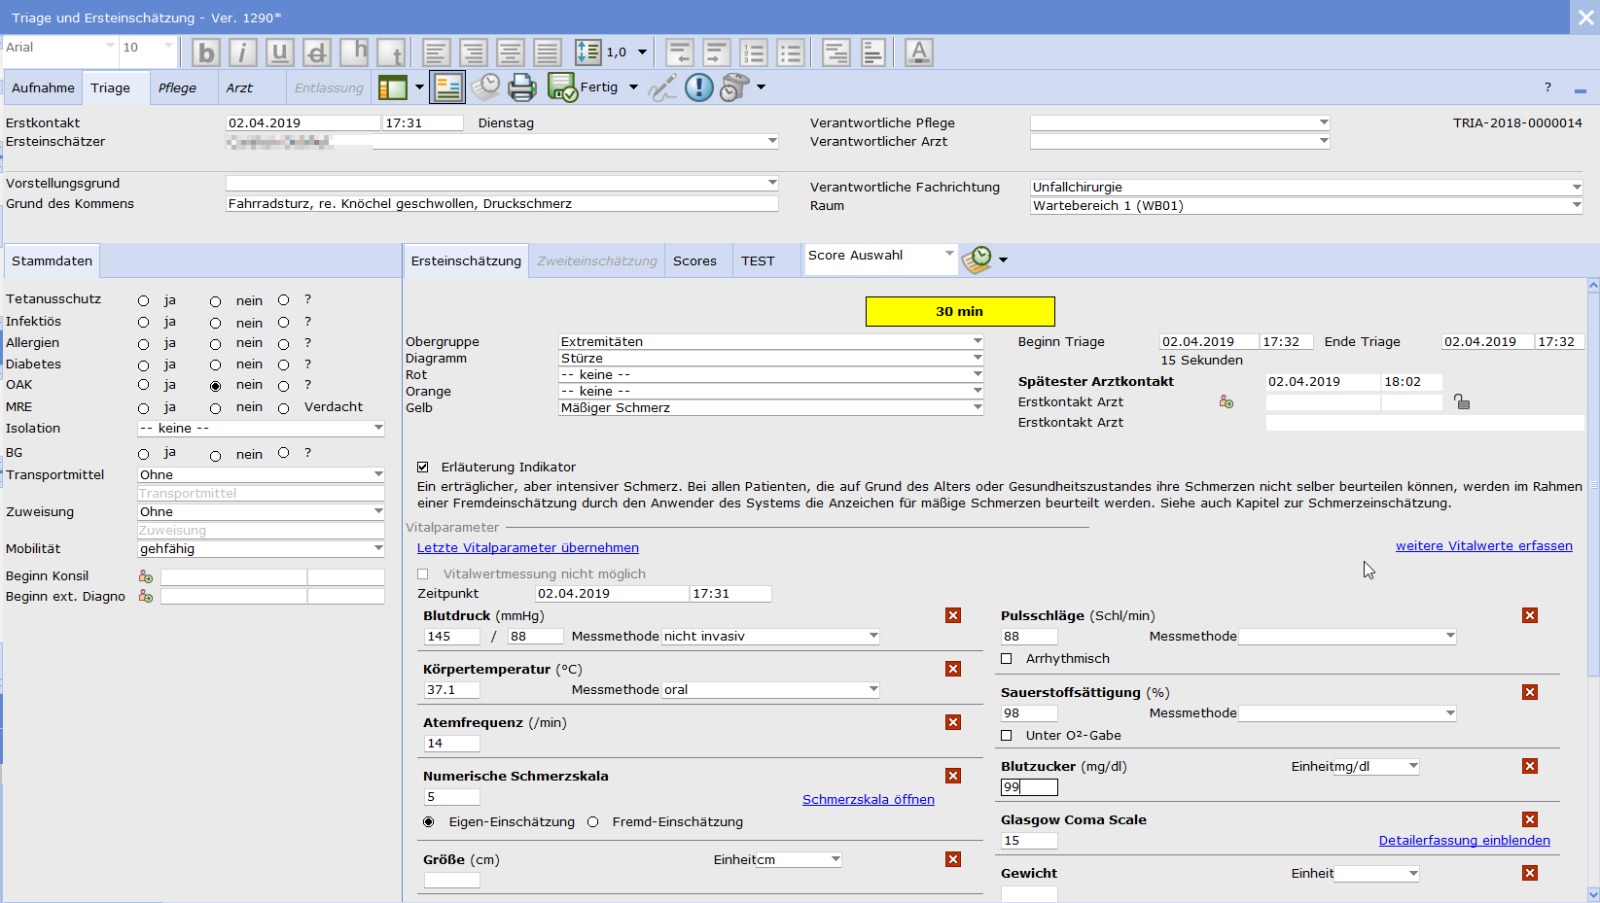 Triage und Ersteinschätzung - Ver. 1290*
Arial 10 b i u d h t 1,0 A
Aufnahme Triage Pflege Arzt Entlassung Fertig ?
Erstkontakt 02.04.2019 17:31 Dienstag Verantwortliche Pflege TRIA-2018-0000014
Ersteinschätzer Verantwortlicher Arzt
Vorstellungsgrund Verantwortliche Fachrichtung Unfallchirurgie
Grund des Kommens Fahrradsturz, re. Knöchel geschwollen, Druckschmerz Raum Wartebereich 1 (WB01)
Stammdaten
Tetanusschutz ja nein ?
Infektiös ja nein ?
Allergien ja nein ?
Diabetes ja nein ?
OAK ja nein ?
MRE ja nein Verdacht
Isolation -- keine --
BG ja nein ?
Transportmittel Ohne
Transportmittel
Zuweisung Ohne
Zuweisung
Mobilität gehfähig
Beginn Konsil
Beginn ext. Diagno
Ersteinschätzung Zweiteinschätzung Scores TEST Score Auswahl
30 min
Obergruppe Extremitäten
Diagramm Stürze
Rot -- keine --
Orange -- keine --
Gelb Mäßiger Schmerz
Beginn Triage 02.04.2019 17:32 Ende Triage 02.04.2019 17:32
15 Sekunden
Spätester Arztkontakt 02.04.2019 18:02
Erstkontakt Arzt
Erstkontakt Arzt
Erläuterung Indikator
Ein erträglicher, aber intensiver Schmerz. Bei allen Patienten, die auf Grund des Alters oder Gesundheitszustandes ihre Schmerzen nicht selber beurteilen können, werden im Rahmen
einer Fremdeinschätzung durch den Anwender des Systems die Anzeichen für mäßige Schmerzen beurteilt werden. Siehe auch Kapitel zur Schmerzeinschätzung.
Vitalparameter
Letzte Vitalparameter übernehmen weitere Vitalwerte erfassen
Vitalwertmessung nicht möglich
Zeitpunkt 02.04.2019 17:31
Blutdruck (mmHg)
145 / 88 Messmethode nicht invasiv
Körpertemperatur (°C)
37.1 Messmethode oral
Atemfrequenz (/min)
14
Numerische Schmerzskala
5 Schmerzskala öffnen
Eigen-Einschätzung Fremd-Einschätzung
Größe (cm) Einheit cm
Pulsschläge (Schl/min)
88 Messmethode
Arrhythmisch
Sauerstoffsättigung (%)
98 Messmethode
Unter O²-Gabe
Blutzucker (mg/dl) Einheit mg/dl
99
Glasgow Coma Scale
15 Detailerfassung einblenden
Gewicht Einheit